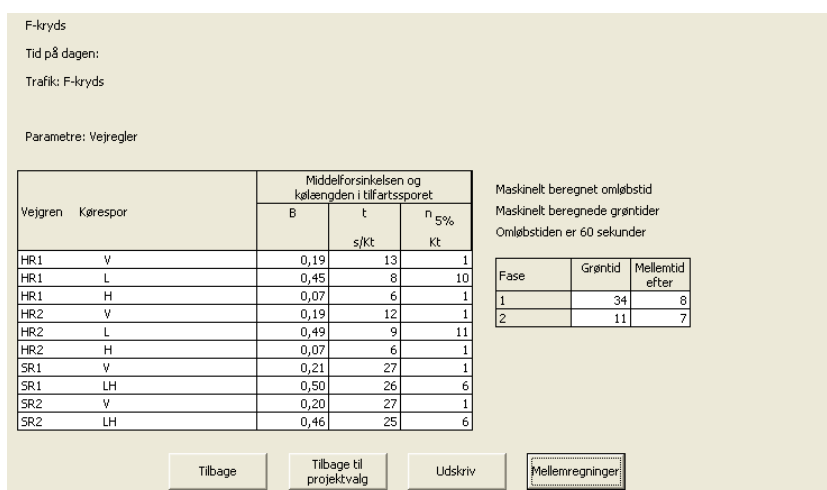 F-kryds
Tid på dagen:
Trafik: F-kryds
Parametre: Vejregler
Middelforsinkelsen og
kølængden i tilfartssporet
Vejgren Kørespor B t n 5%
s/Kt Kt
HR1 V 0,19 13 1
HR1 L 0,45 8 10
HR1 H 0,07 6 1
HR2 V 0,19 12 1
HR2 L 0,49 9 11
HR2 H 0,07 6 1
SR1 V 0,21 27 1
SR1 LH 0,50 26 6
SR2 V 0,20 27 1
SR2 LH 0,46 25 6
Maskinelt beregnet omløbstid
Maskinelt beregnede grøntider
Omløbstiden er 60 sekunder
Fase Grøntid Mellemtid
efter
1 34 8
2 11 7
Tilbage
Tilbage til
projektvalg
Udskriv
Mellemregninger